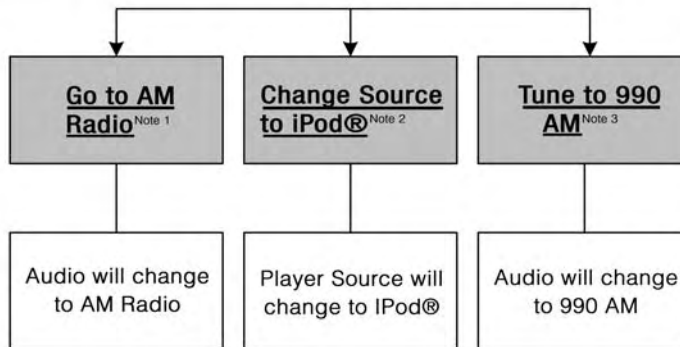 Go to AM
Radio Note 1
Change Source
to iPod® Note 2
Tune to 990
AM Note 3
Audio will change
to AM Radio
Player Source will
change to IPod®
Audio will change
to 990 AM